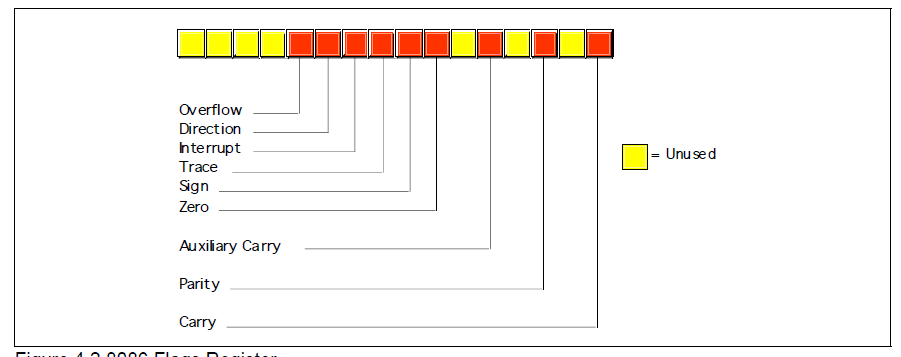 Overflow
Direction
Interrupt
Trace
Sign
Zero
= Unused
Auxiliary Carry
Parity
Carry